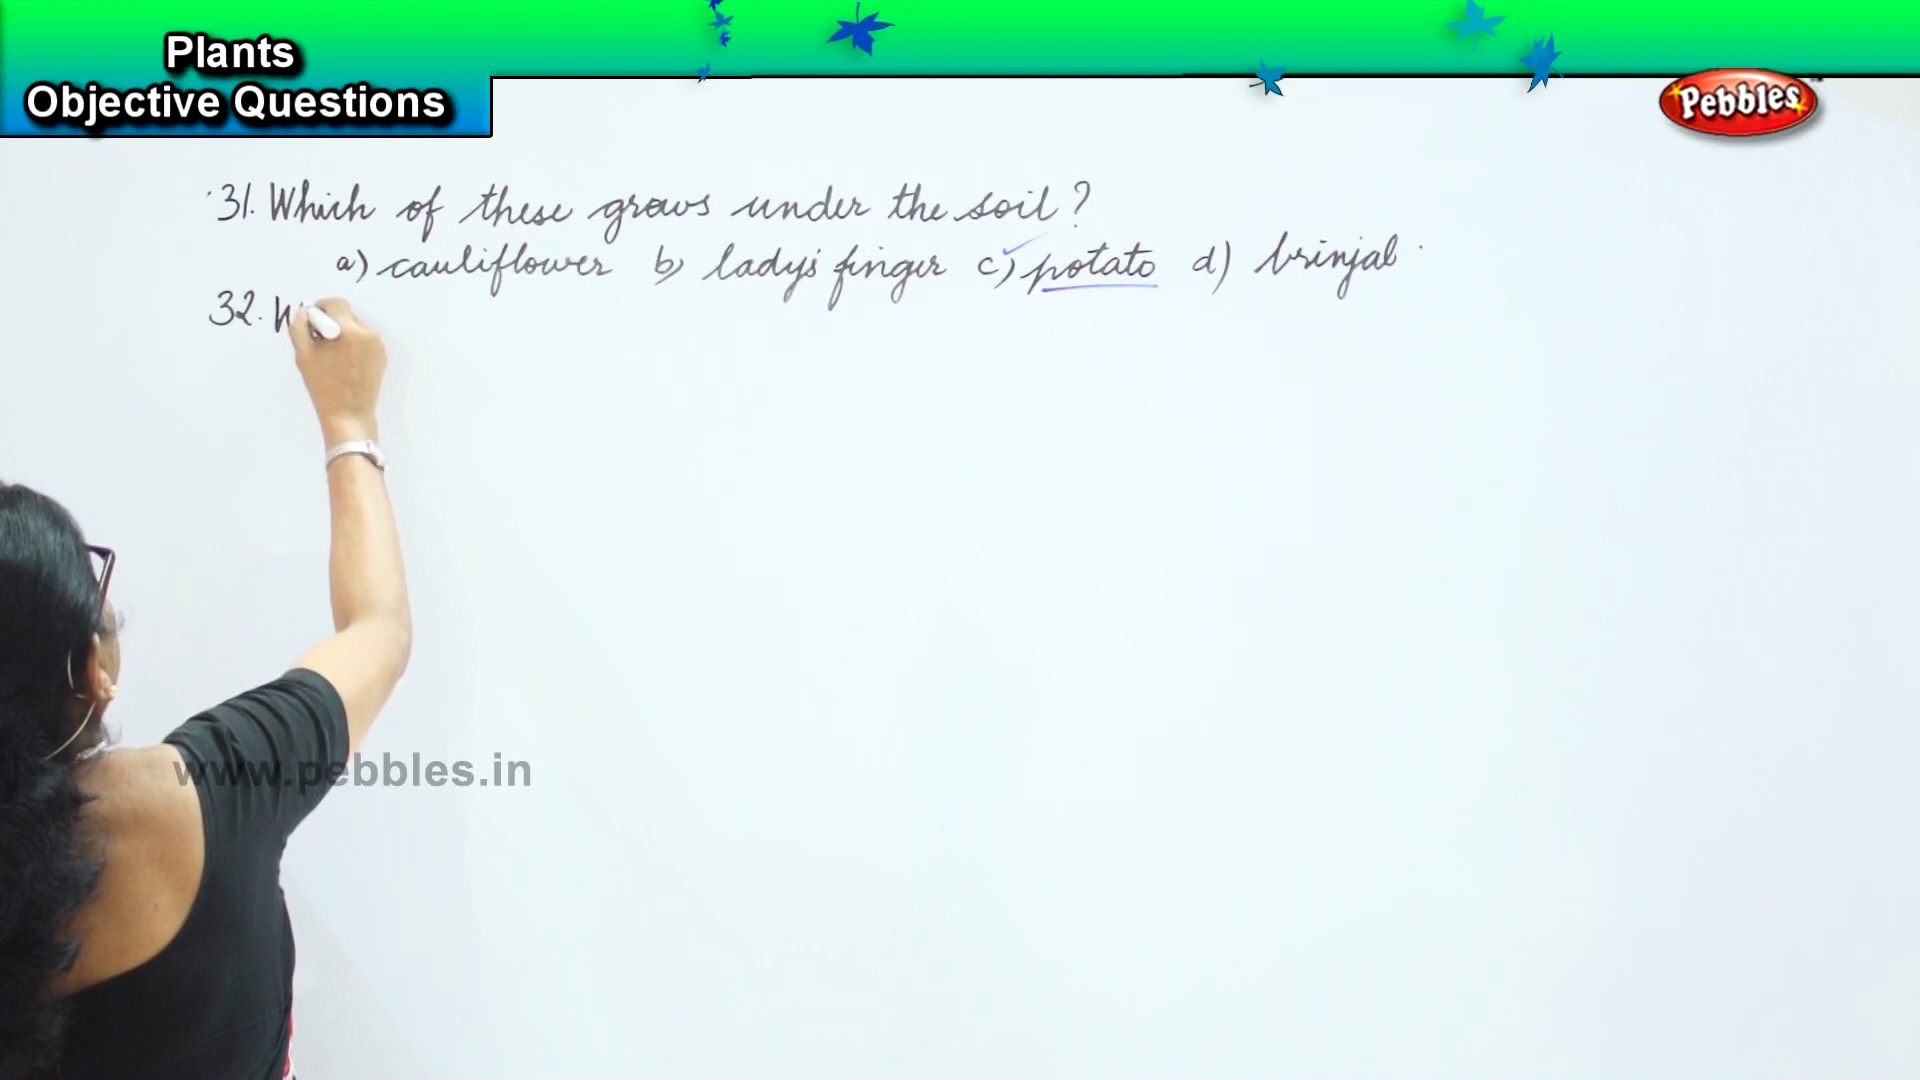 Plants
Objective Questions
Pebbles
31. Which of these grows under the soil?
a) cauliflower b) lady's finger c) potato d) brinjal
32. W
www.pebbles.in